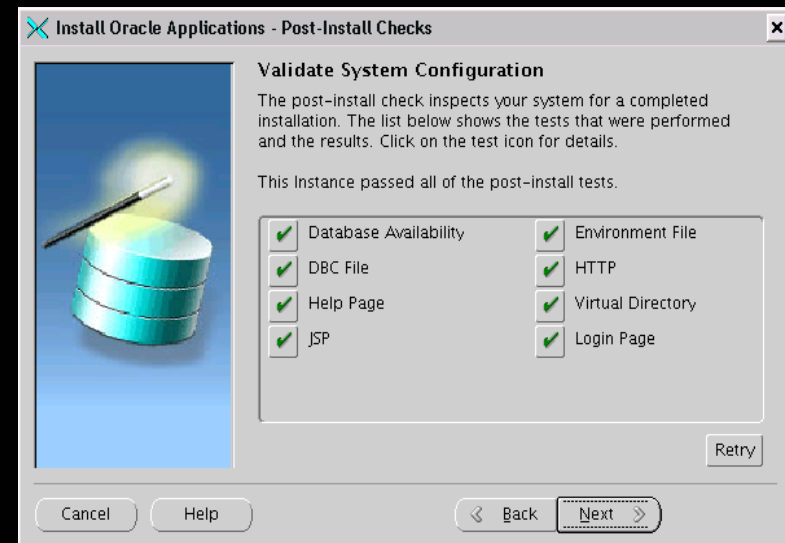 Install Oracle Applications - Post-Install Checks
Validate System Configuration
The post-install check inspects your system for a completed
installation. The list below shows the tests that were performed
and the results. Click on the test icon for details.
This Instance passed all of the post-install tests.
Database Availability
Environment File
DBC File
HTTP
Help Page
Virtual Directory
JSP
Login Page
Retry
Cancel
Help
Back
Next